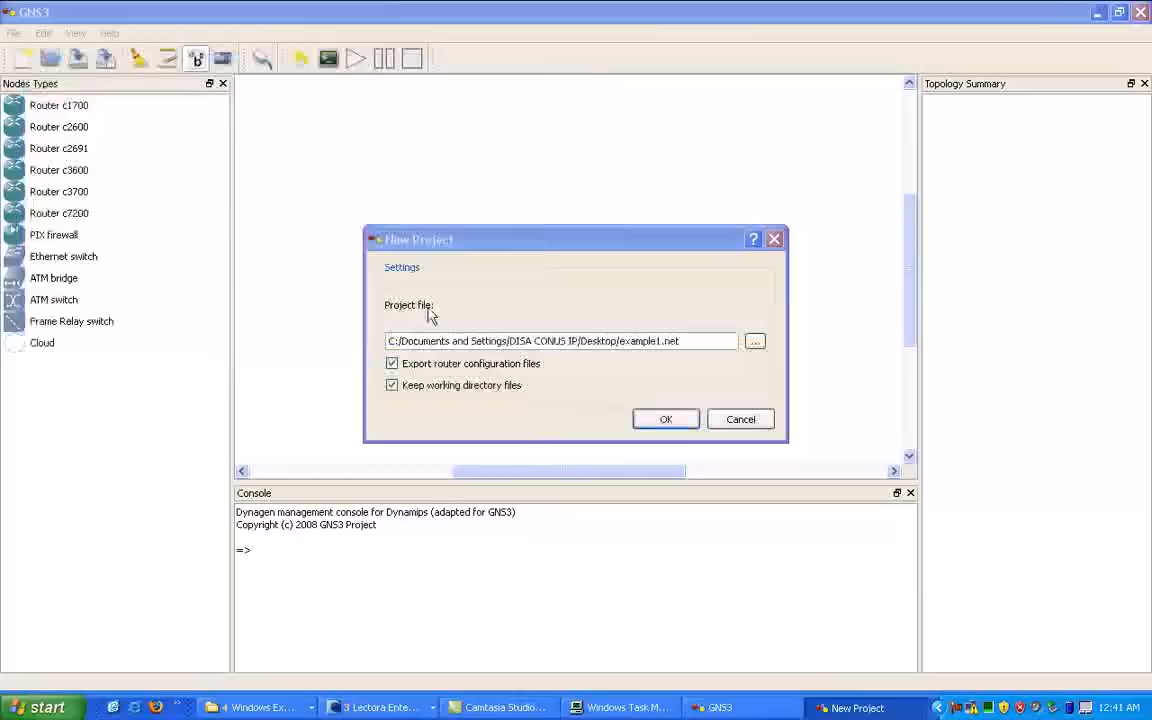 GNS3
File Edit View Help
Nodes Types
Topology Summary
Router c1700
Router c2600
Router c2691
Router c3600
Router c3700
Router c7200
PIX firewall
Ethernet switch
ATM bridge
ATM switch
Frame Relay switch
Cloud
New Project
Settings
Project file:
C:/Documents and Settings/DISA CONUS IP/Desktop/example1.net
...
Export router configuration files
Keep working directory files
OK Cancel
Console
Dynagen management console for Dynamips (adapted for GNS3)
Copyright (c) 2008 GNS3 Project
=>
start 4 Windows Ex... 3 Lectora Ente... Camtasia Studio... Windows Task M... GNS3 New Project 12:41 AM